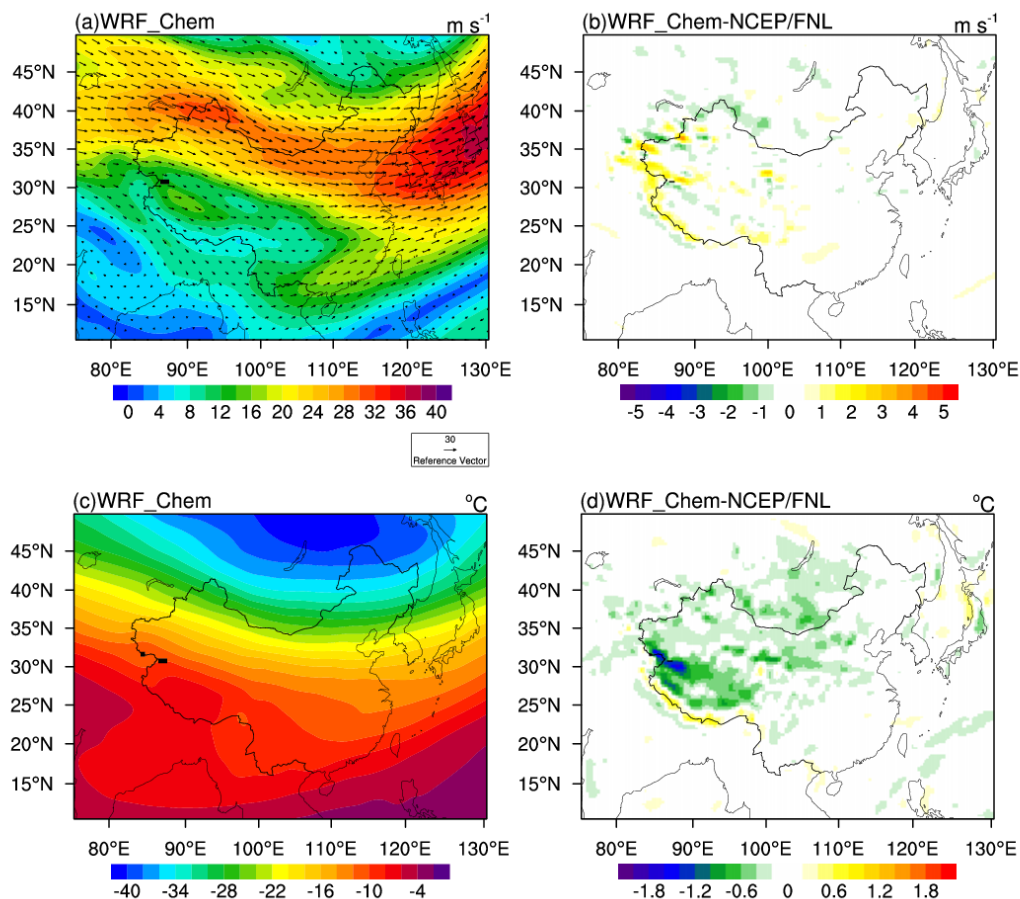 (a)WRF_Chem m s-1
(b)WRF_Chem-NCEP/FNL m s-1
45°N
40°N
35°N
30°N
25°N
20°N
15°N
80°E 90°E 100°E 110°E 120°E 130°E
0 4 8 12 16 20 24 28 32 36 40
30
Reference Vector
45°N
40°N
35°N
30°N
25°N
20°N
15°N
80°E 90°E 100°E 110°E 120°E 130°E
-5 -4 -3 -2 -1 0 1 2 3 4 5
(c)WRF_Chem °C
(d)WRF_Chem-NCEP/FNL °C
45°N
40°N
35°N
30°N
25°N
20°N
15°N
80°E 90°E 100°E 110°E 120°E 130°E
-40 -34 -28 -22 -16 -10 -4
45°N
40°N
35°N
30°N
25°N
20°N
15°N
80°E 90°E 100°E 110°E 120°E 130°E
-1.8 -1.2 -0.6 0 0.6 1.2 1.8